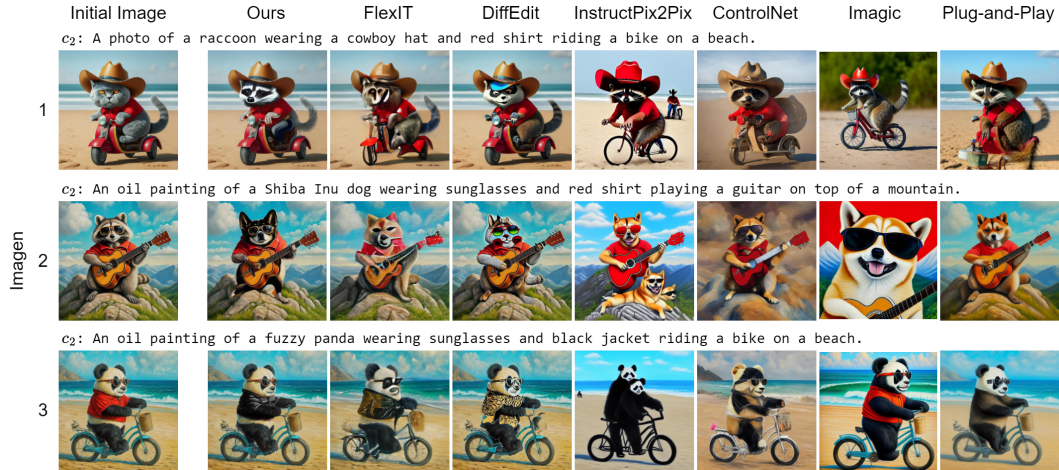 Initial Image Ours FlexIT DiffEdit InstructPix2Pix ControlNet Imagic Plug-and-Play
c₂: A photo of a raccoon wearing a cowboy hat and red shirt riding a bike on a beach.
1
c₂: An oil painting of a Shiba Inu dog wearing sunglasses and red shirt playing a guitar on top of a mountain.
Imagen
2
c₂: An oil painting of a fuzzy panda wearing sunglasses and black jacket riding a bike on a beach.
3